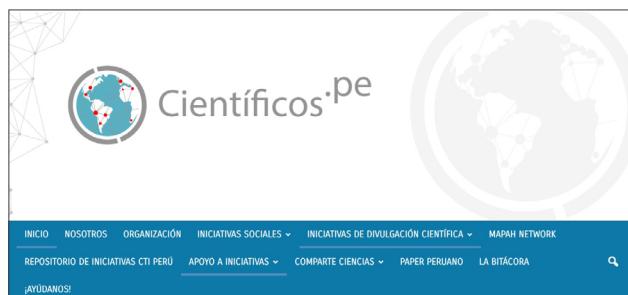 Científicos.pe
INICIO NOSOTROS ORGANIZACIÓN INICIATIVAS SOCIALES INICIATIVAS DE DIVULGACIÓN CIENTÍFICA MAPAH NETWORK
REPOSITORIO DE INICIATIVAS CTI PERÚ APOYO A INICIATIVAS COMPARTE CIENCIAS PAPER PERUANO LA BITÁCORA
¡AYÚDANOS!